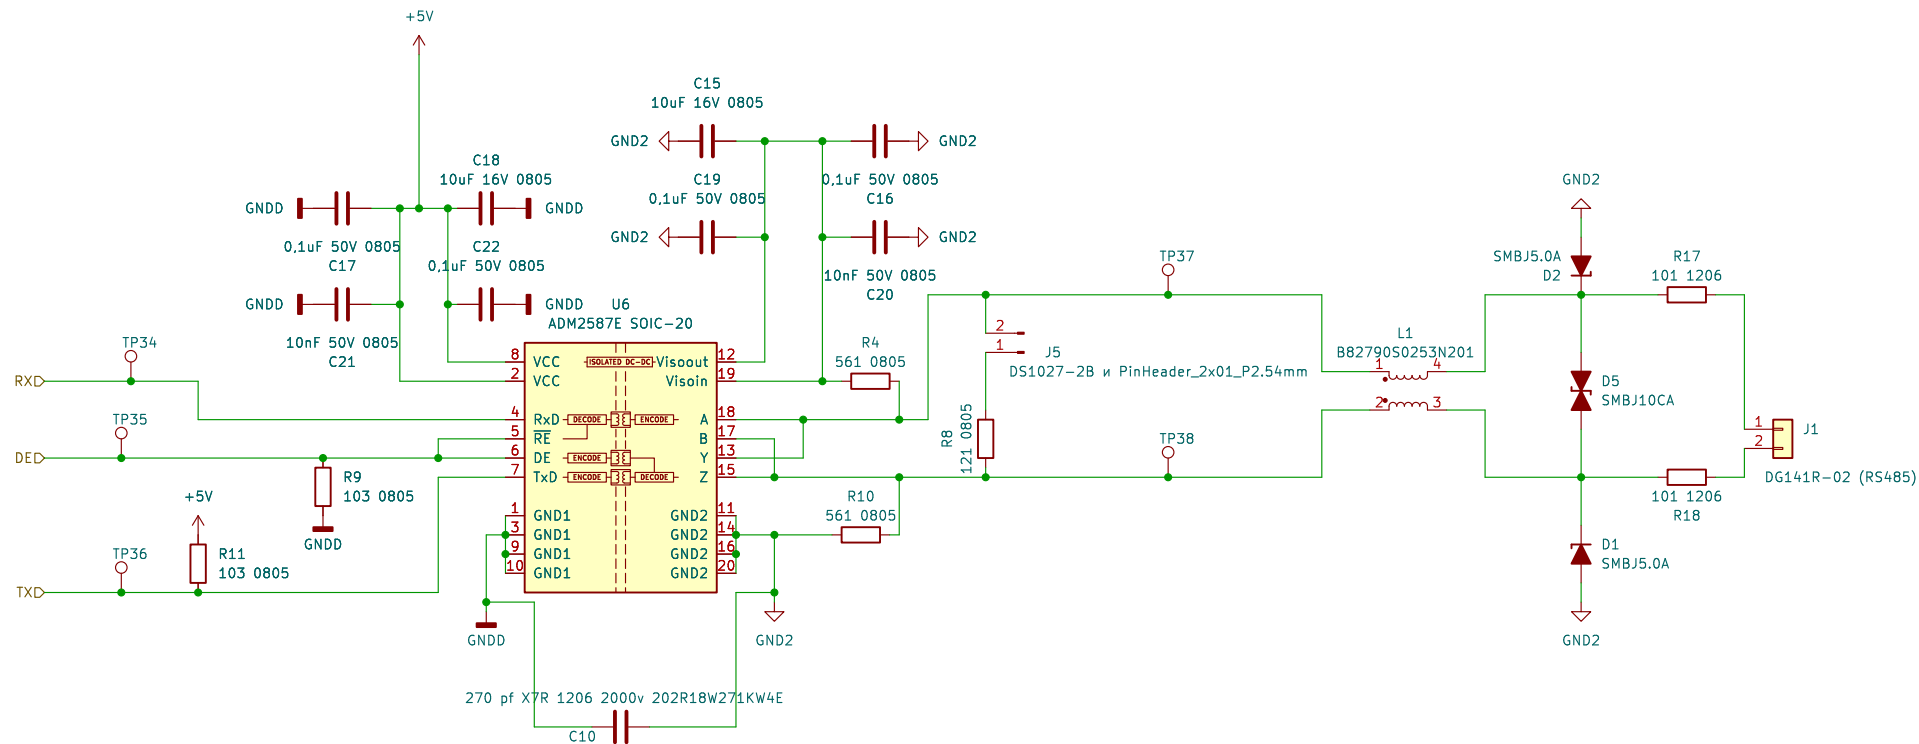 +5V
C15
10uF 16V 0805
GND2
GND2
C18
10uF 16V 0805
C19
0,1uF 50V 0805
0,1uF 50V 0805
C16
GNDD
GNDD
GND2
GND2
0,1uF 50V 0805
C17
C22
0,1uF 50V 0805
10nF 50V 0805
C20
GNDD
GNDD
10nF 50V 0805
C21
U6
ADM2587E SOIC-20
TP34
RX
TP35
DE
R9
103 0805
GNDD
+5V
R11
103 0805
TP36
TX
8 VCC
2 VCC
4 RxD
5 RE
6 DE
7 TxD
1 GND1
3 GND1
9 GND1
10 GND1
ISOLATED DC-DC
DECODE
ENCODE
ENCODE
ENCODE
DECODE
Visoout 12
Visoin 19
A 18
B 17
Y 13
Z 15
GND2 11
GND2 14
GND2 16
GND2 20
GNDD
GND2
270 pf X7R 1206 2000v 202R18W271KW4E
C10
R4
561 0805
R10
561 0805
2
1
J5
DS1027-2B и PinHeader_2x01_P2.54mm
R8
121 0805
TP37
TP38
L1
B82790S0253N201
1
4
2
3
GND2
SMBJ5.0A
D2
D5
SMBJ10CA
D1
SMBJ5.0A
GND2
R17
101 1206
101 1206
R18
1
2
J1
DG141R-02 (RS485)